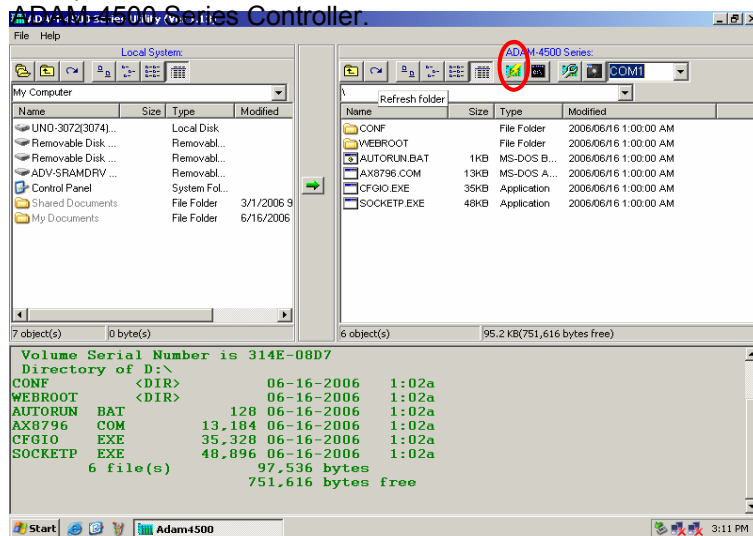 ADAM-4500 Series Controller.
File Help
Local System:
ADAM-4500 Series:
COM1
My Computer
\
Refresh folder
Name Size Type Modified
UNO-3072(3074)... Local Disk
Removable Disk ... Removabl...
Removable Disk ... Removabl...
ADV-SRAMDRV ... Removabl...
Control Panel System Fol...
Shared Documents File Folder 3/1/2006 9
My Documents File Folder 6/16/2006
Name Size Type Modified
CONF File Folder 2006/06/16 1:00:00 AM
WEBROOT File Folder 2006/06/16 1:00:00 AM
AUTORUN.BAT 1KB MS-DOS B... 2006/06/16 1:00:00 AM
AX8796.COM 13KB MS-DOS A... 2006/06/16 1:00:00 AM
CFGIO.EXE 35KB Application 2006/06/16 1:00:00 AM
SOCKETP.EXE 48KB Application 2006/06/16 1:00:00 AM
7 object(s) 0 byte(s)
6 object(s) 95.2 KB(751,616 bytes free)
Volume Serial Number is 314E-08D7
Directory of D:\
CONF <DIR> 06-16-2006 1:02a
WEBROOT <DIR> 06-16-2006 1:02a
AUTORUN BAT 128 06-16-2006 1:02a
AX8796 COM 13,184 06-16-2006 1:02a
CFGIO EXE 35,328 06-16-2006 1:02a
SOCKETP EXE 48,896 06-16-2006 1:02a
6 file(s) 97,536 bytes
751,616 bytes free
Start Adam4500 3:11 PM